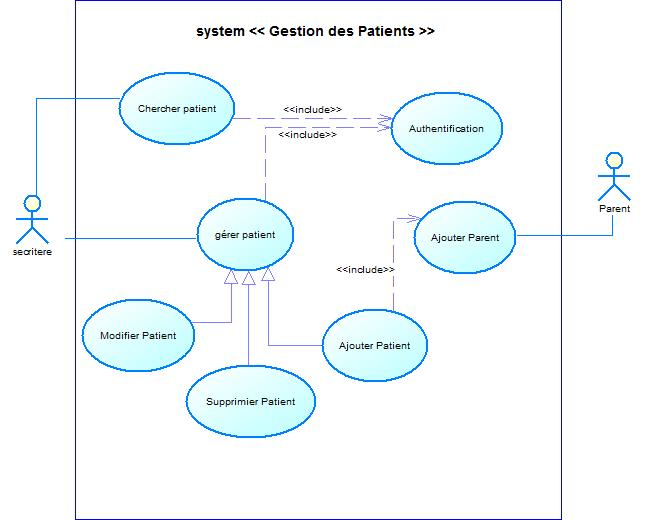 system << Gestion des Patients >>
Chercher patient
<<include>>
Authentification
<<include>>
secritere
gérer patient
Ajouter Parent
Parent
<<include>>
Modifier Patient
Ajouter Patient
Supprimier Patient